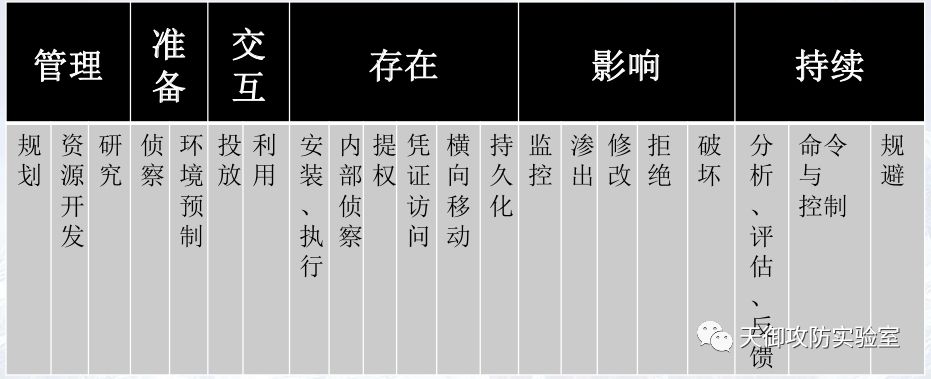 管理
准备
交互
存在
影响
持续
规划
资源开发
研究
侦察
环境预制
投放
利用
安装、执行
内部侦察
提权
凭证访问
横向移动
持久化
监控
渗出
修改
拒绝
破坏
分析、评估、反馈
命令
与
控制
规避
天御攻防实验室